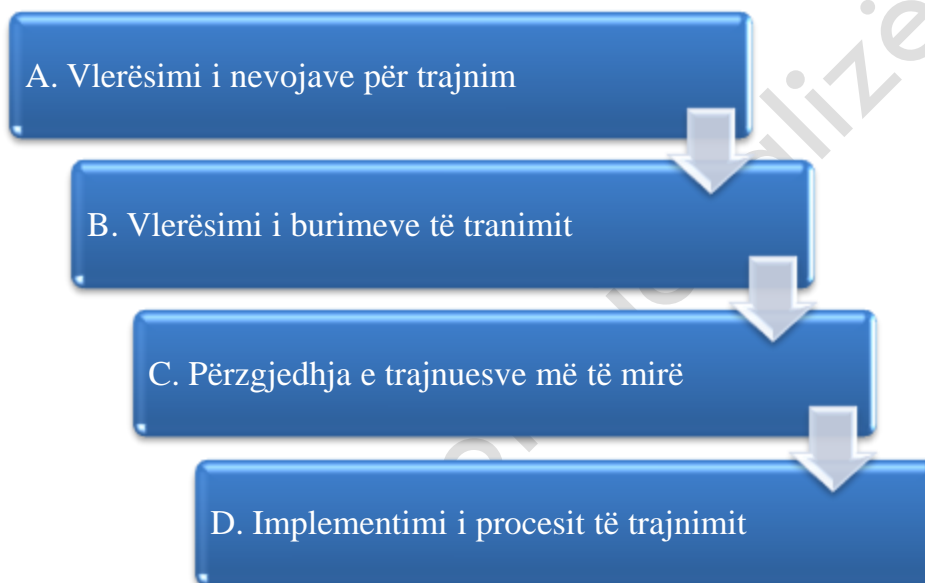 A. Vlerësimi i nevojave për trajnim
B. Vlerësimi i burimeve të tranimit
C. Përzgjedhja e trajnuesve më të mirë
D. Implementimi i procesit të trajnimit